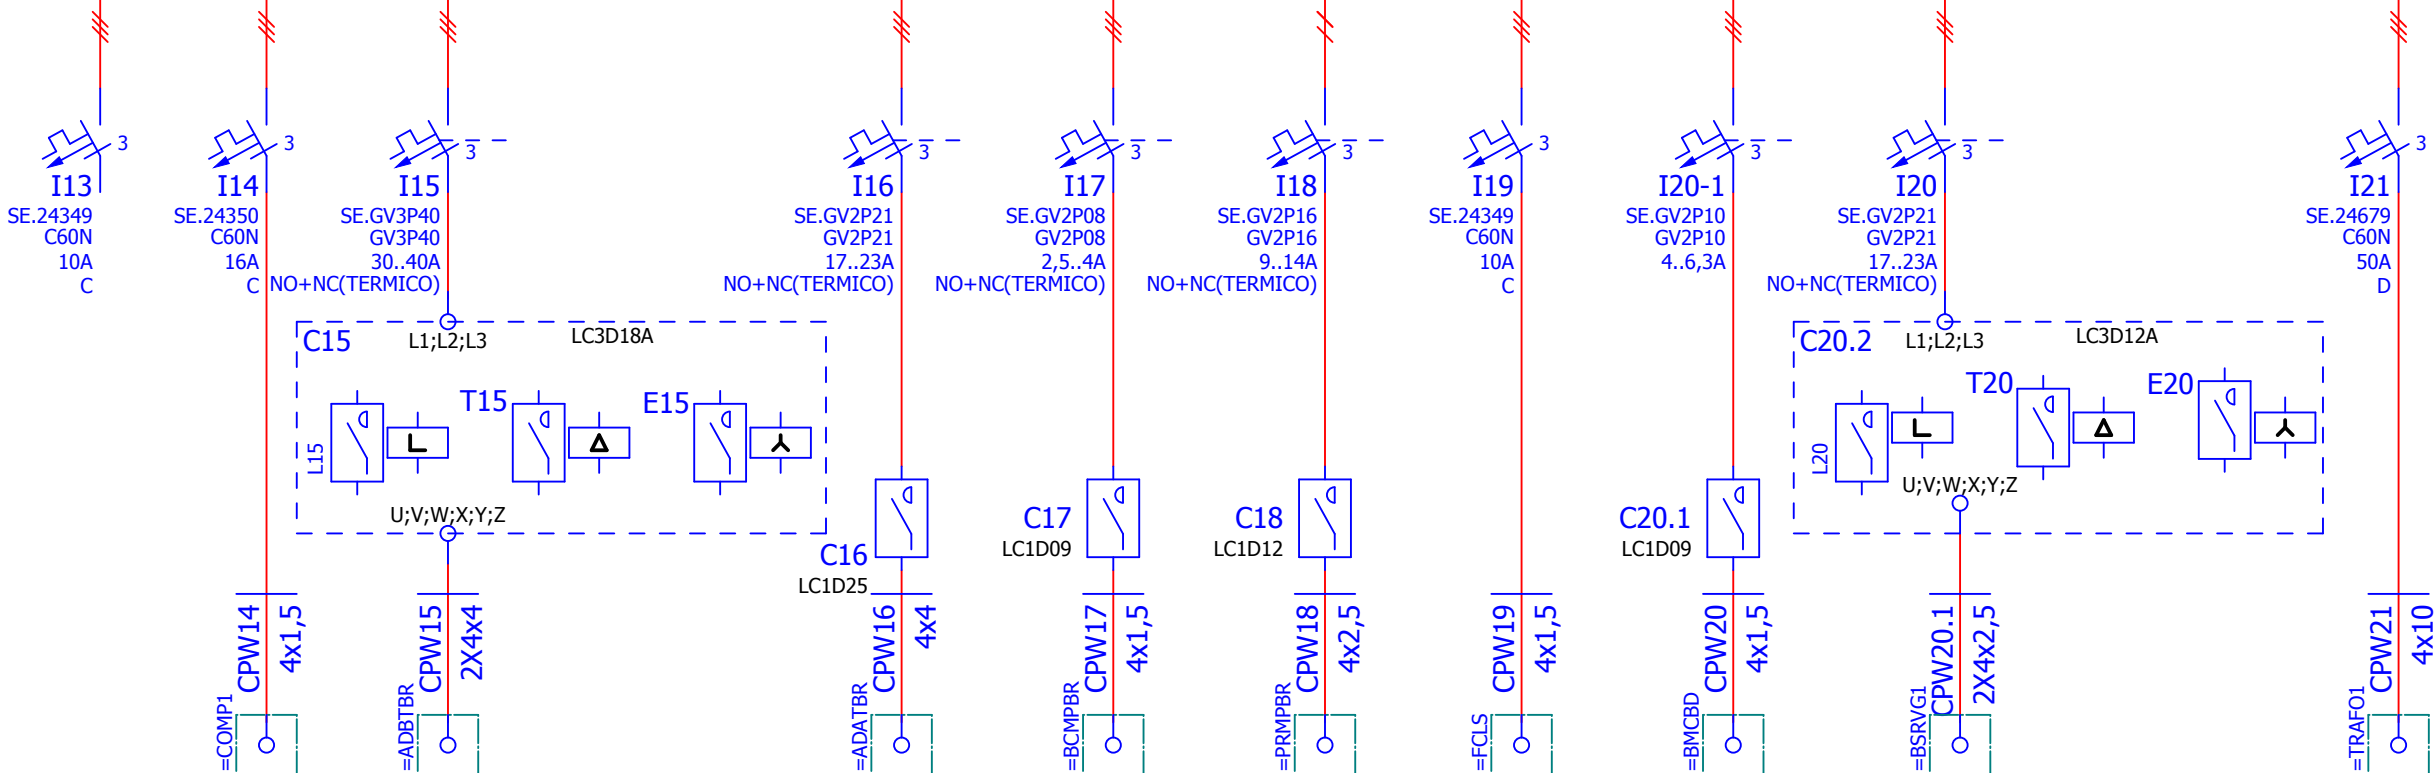 3
I13
SE.24349
C60N
10A
C
3
I14
SE.24350
C60N
16A
C
3
I15
SE.GV3P40
GV3P40
30..40A
NO+NC(TERMICO)
3
I16
SE.GV2P21
GV2P21
17..23A
NO+NC(TERMICO)
3
I17
SE.GV2P08
GV2P08
2,5..4A
NO+NC(TERMICO)
3
I18
SE.GV2P16
GV2P16
9..14A
NO+NC(TERMICO)
3
I19
SE.24349
C60N
10A
C
3
I20-1
SE.GV2P10
GV2P10
4..6,3A
3
I20
SE.GV2P21
GV2P21
17..23A
NO+NC(TERMICO)
3
I21
SE.24679
C60N
50A
D
C15
L1;L2;L3
LC3D18A
L15
T15
E15
U;V;W;X;Y;Z
C16
LC1D25
C17
LC1D09
C18
LC1D12
C20.1
LC1D09
C20.2
L1;L2;L3
LC3D12A
L20
T20
E20
U;V;W;X;Y;Z
=COMP1
CPW14
4x1,5
=ADBTBR
CPW15
2X4x4
=ADATBR
CPW16
4x4
=BCMPBR
CPW17
4x1,5
=PRMPBR
CPW18
4x2,5
=FCLS
CPW19
4x1,5
=BMCBD
CPW20
4x1,5
=BSRVG1
CPW20.1
2X4x2,5
=TRAFO1
CPW21
4x10